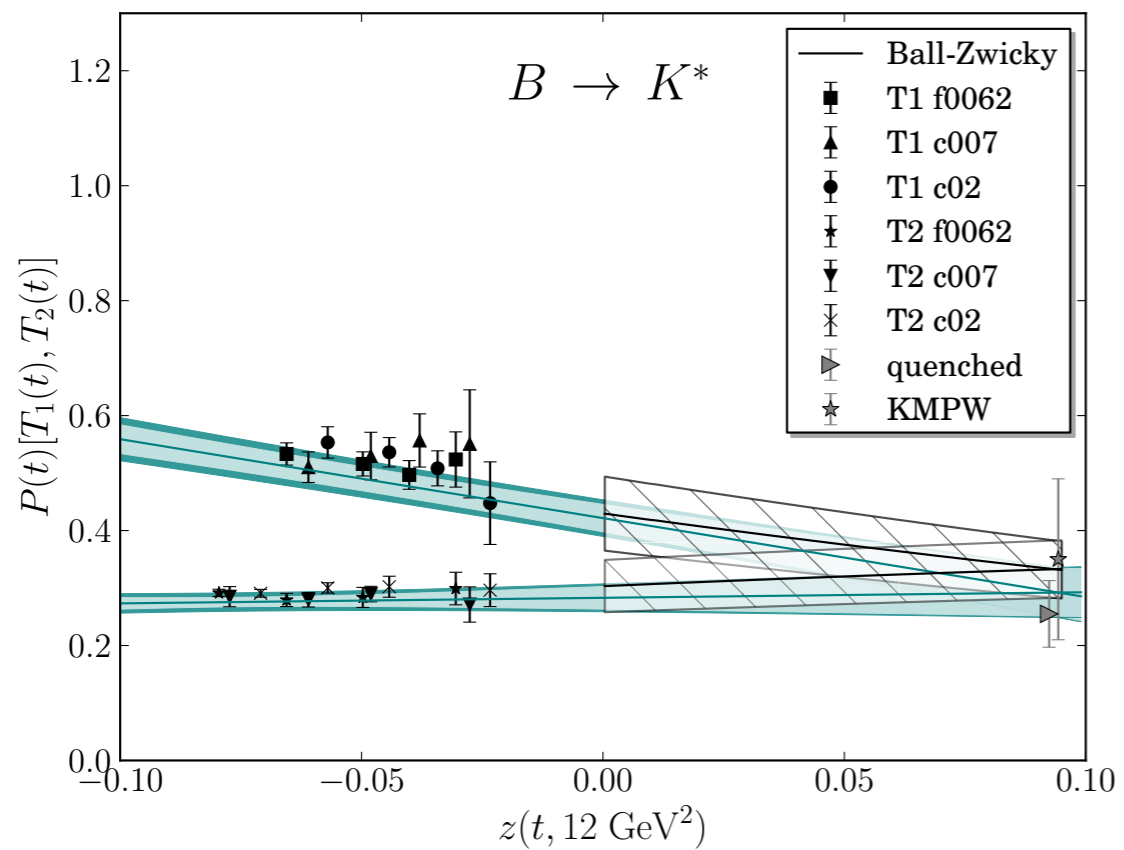 B → K*
Ball-Zwicky
T1 f0062
T1 c007
T1 c02
T2 f0062
T2 c007
T2 c02
quenched
KMPW
1.2
1.0
0.8
0.6
0.4
0.2
0.0
−0.10
−0.05
0.00
0.05
0.10
P(t)[T₁(t), T₂(t)]
z(t, 12 GeV²)